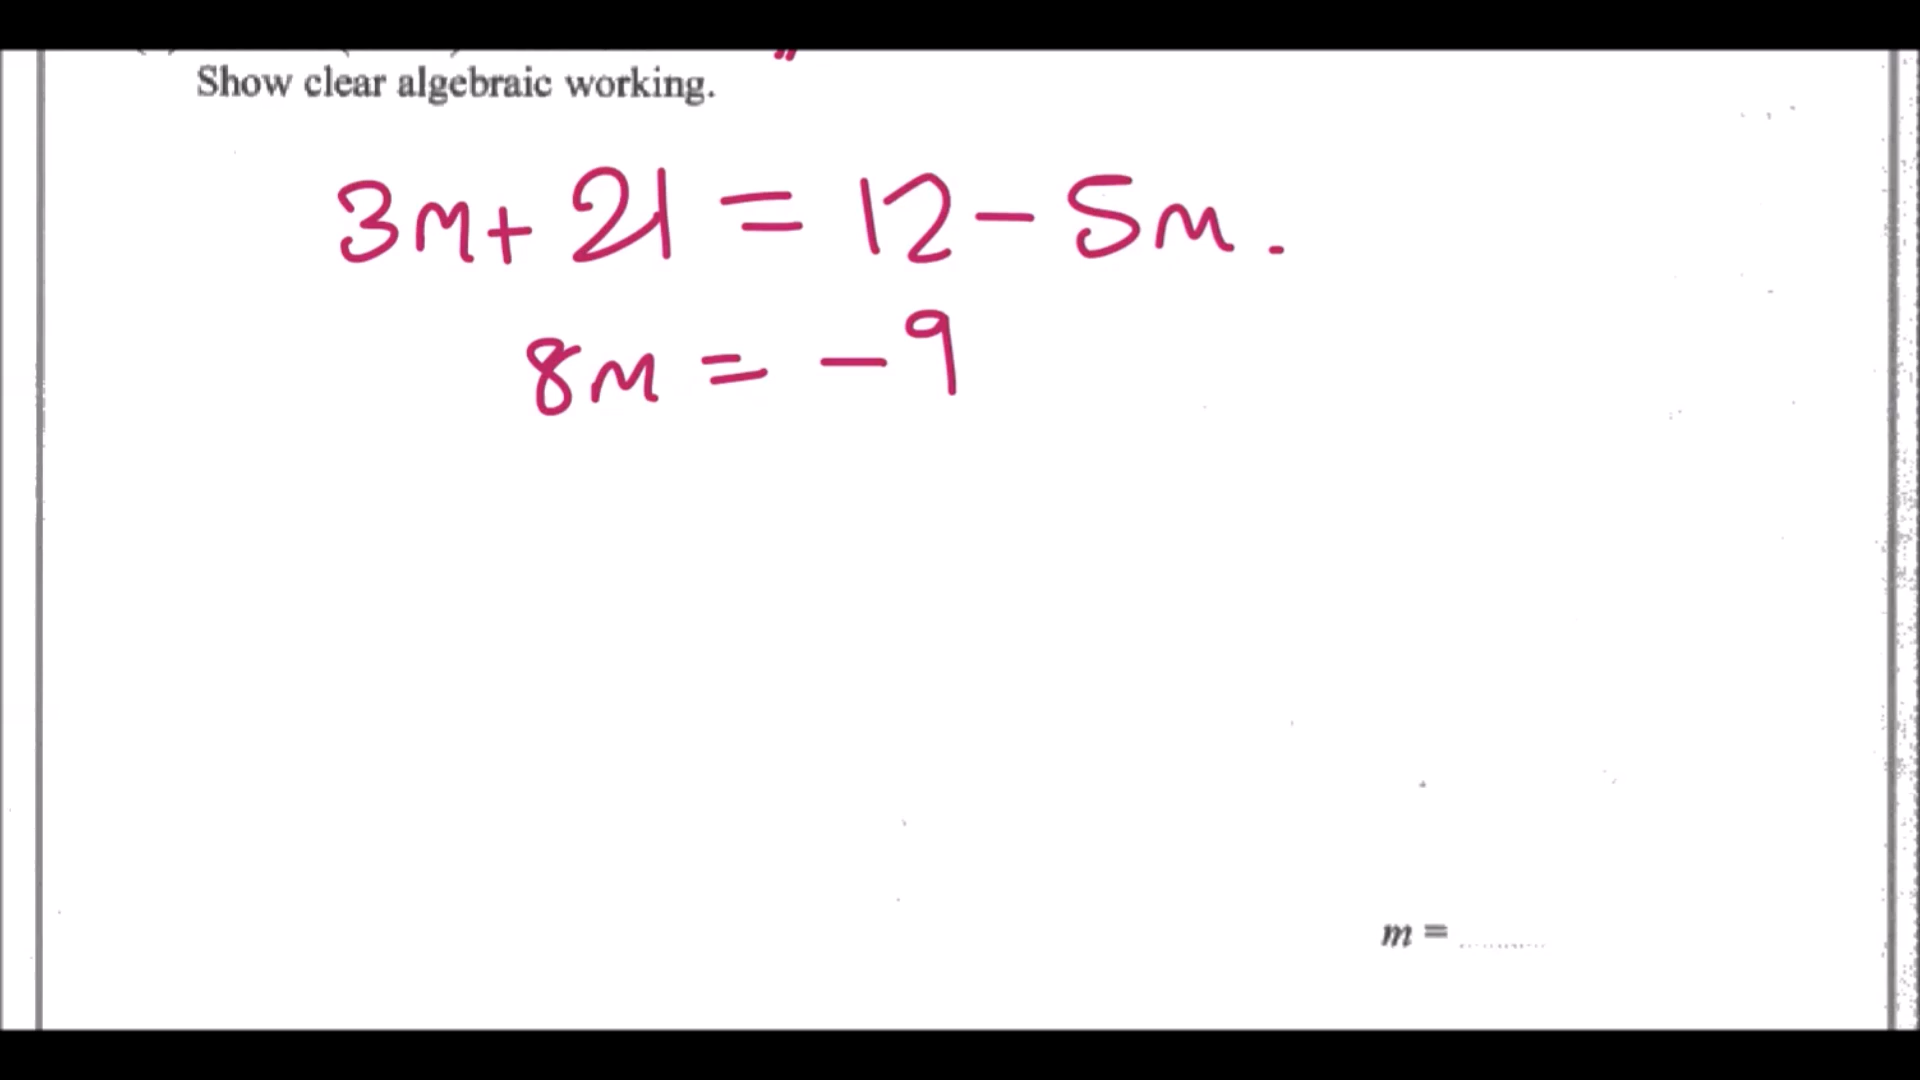 Show clear algebraic working.
3m + 21 = 12 - 5m.
8m = -9
m = ..........